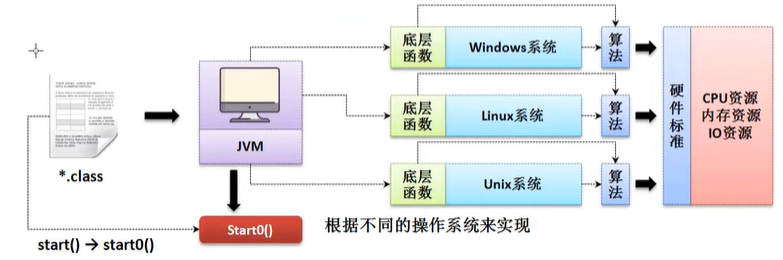 底层
函数
Windows系统
算
法
底层
函数
Linux系统
算
法
底层
函数
Unix系统
算
法
硬
件
标
准
CPU资源
内存资源
IO资源
JVM
*.class
Start0()
根据不同的操作系统来实现
start() → start0()